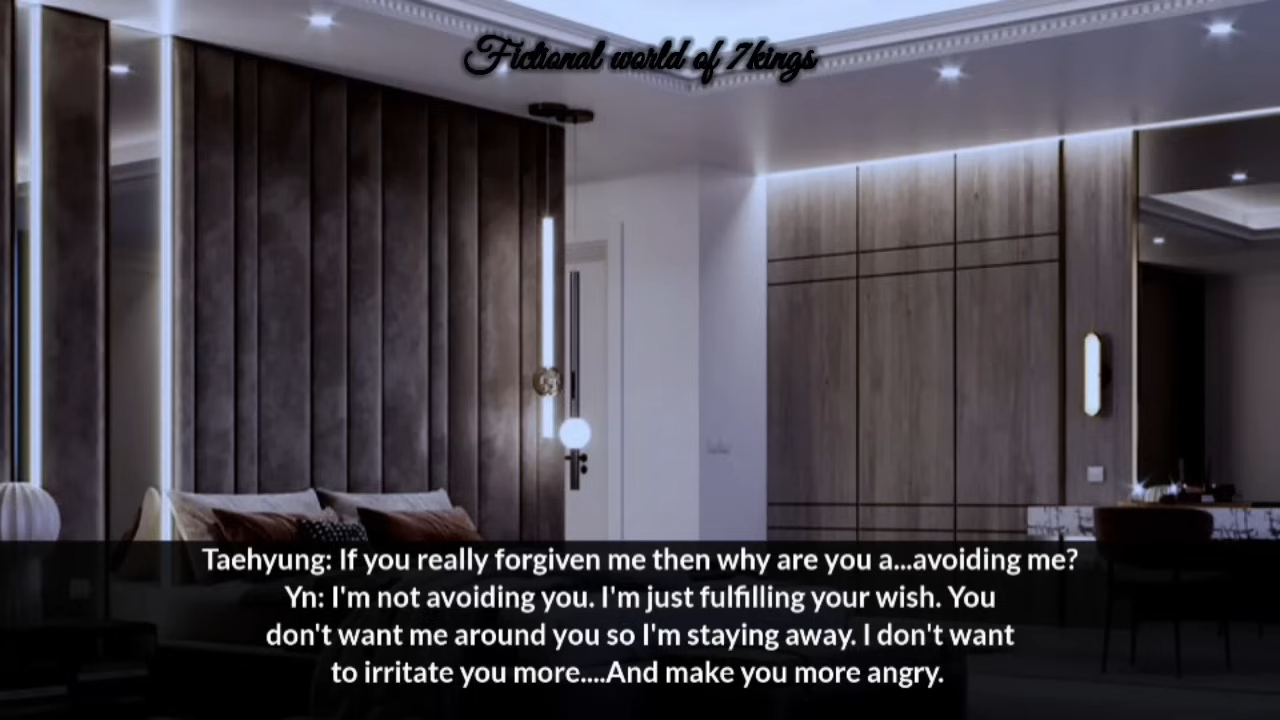 Fictional world of 7kings
Taehyung: If you really forgiven me then why are you a...avoiding me?
Yn: I'm not avoiding you. I'm just fulfilling your wish. You
don't want me around you so I'm staying away. I don't want
to irritate you more....And make you more angry.